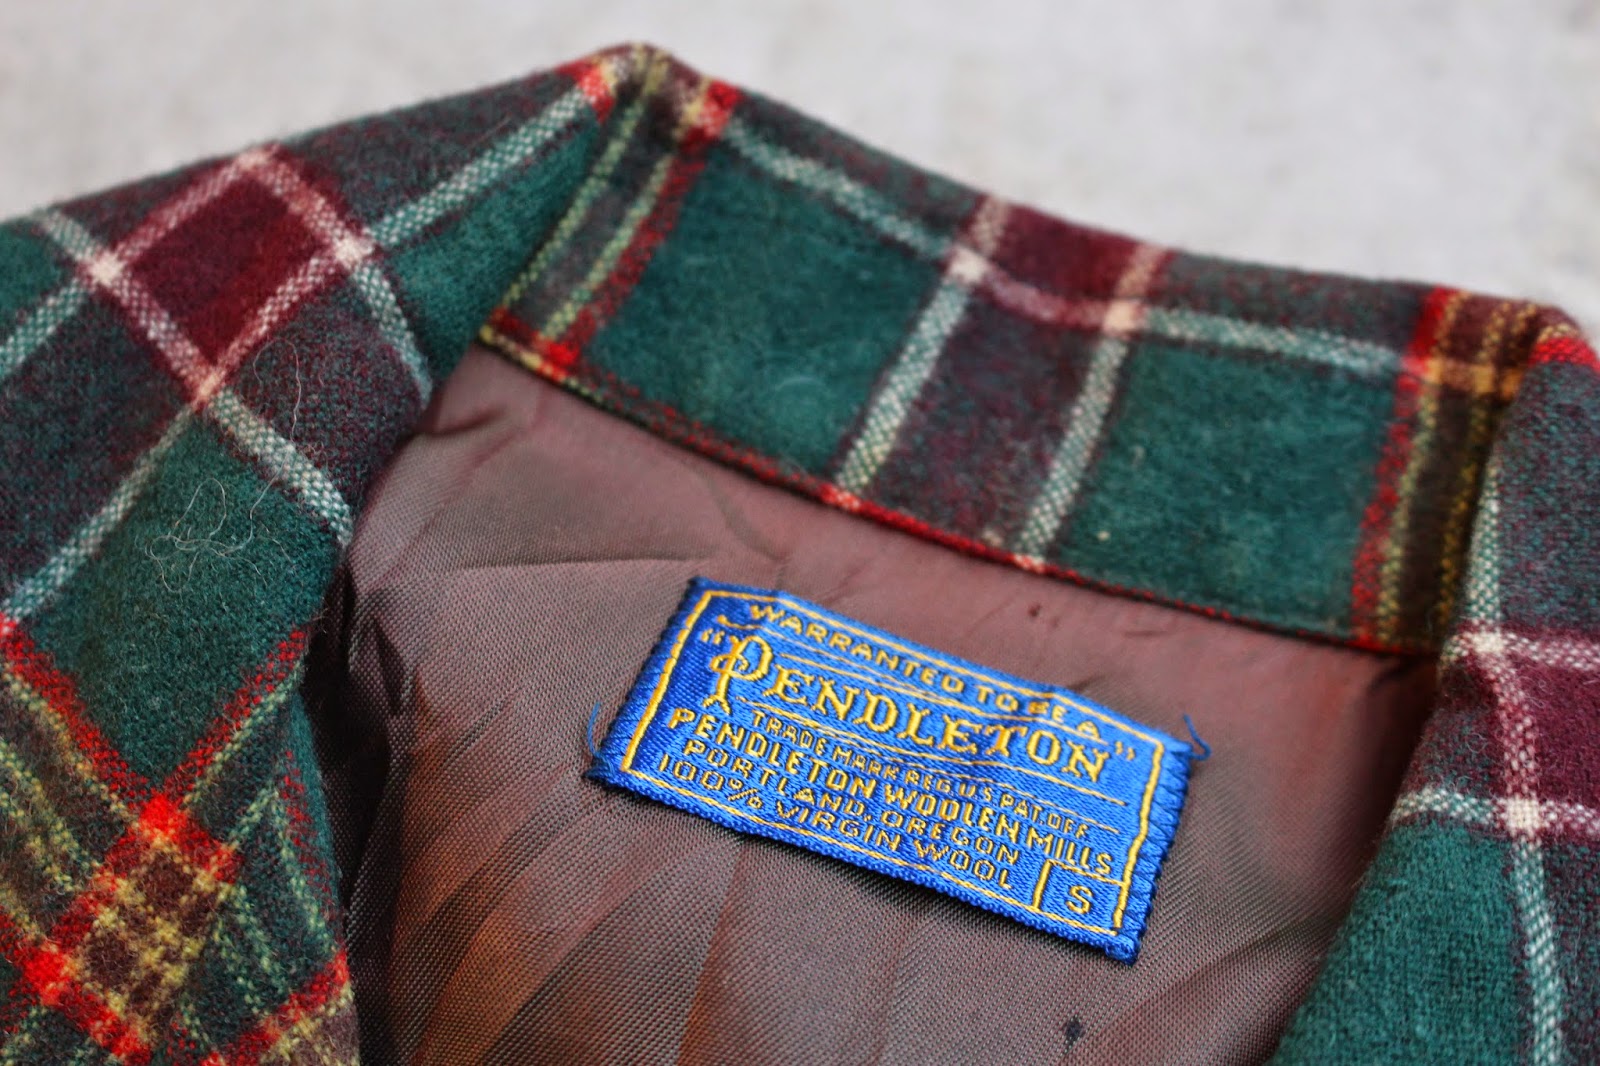 WARRANTED TO BE A
"PENDLETON"
TRADE MARK REG. U.S. PAT. OFF.
PENDLETON WOOLEN MILLS
PORTLAND, OREGON
100% VIRGIN WOOL
S